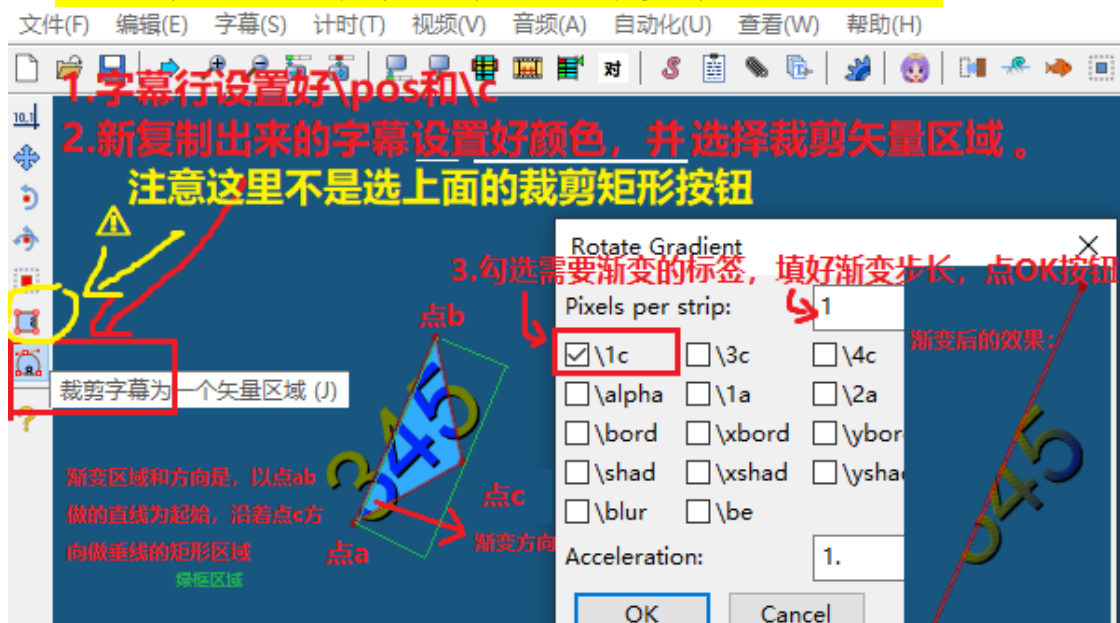 文件(F) 编辑(E) 字幕(S) 计时(T) 视频(V) 音频(A) 自动化(U) 查看(W) 帮助(H)
对
1.字幕行设置好\pos和\c
10.1
2.新复制出来的字幕设置好颜色，并选择裁剪矢量区域。
注意这里不是选上面的裁剪矩形按钮
Rotate Gradient
3.勾选需要渐变的标签，填好渐变步长，点OK按钮
Pixels per strip: 1
点b
渐变后的效果：
\1c \3c \4c
裁剪字幕为一个矢量区域 (J)
\alpha \1a \2a
\bord \xbord \ybor
345
045
渐变区域和方向是，以点ab
\shad \xshad \ysha
点c
做的直线为起始，沿着点c方
\blur \be
渐变方向
向做垂线的矩形区域
点a
Acceleration: 1.
绿框区域
OK Cancel